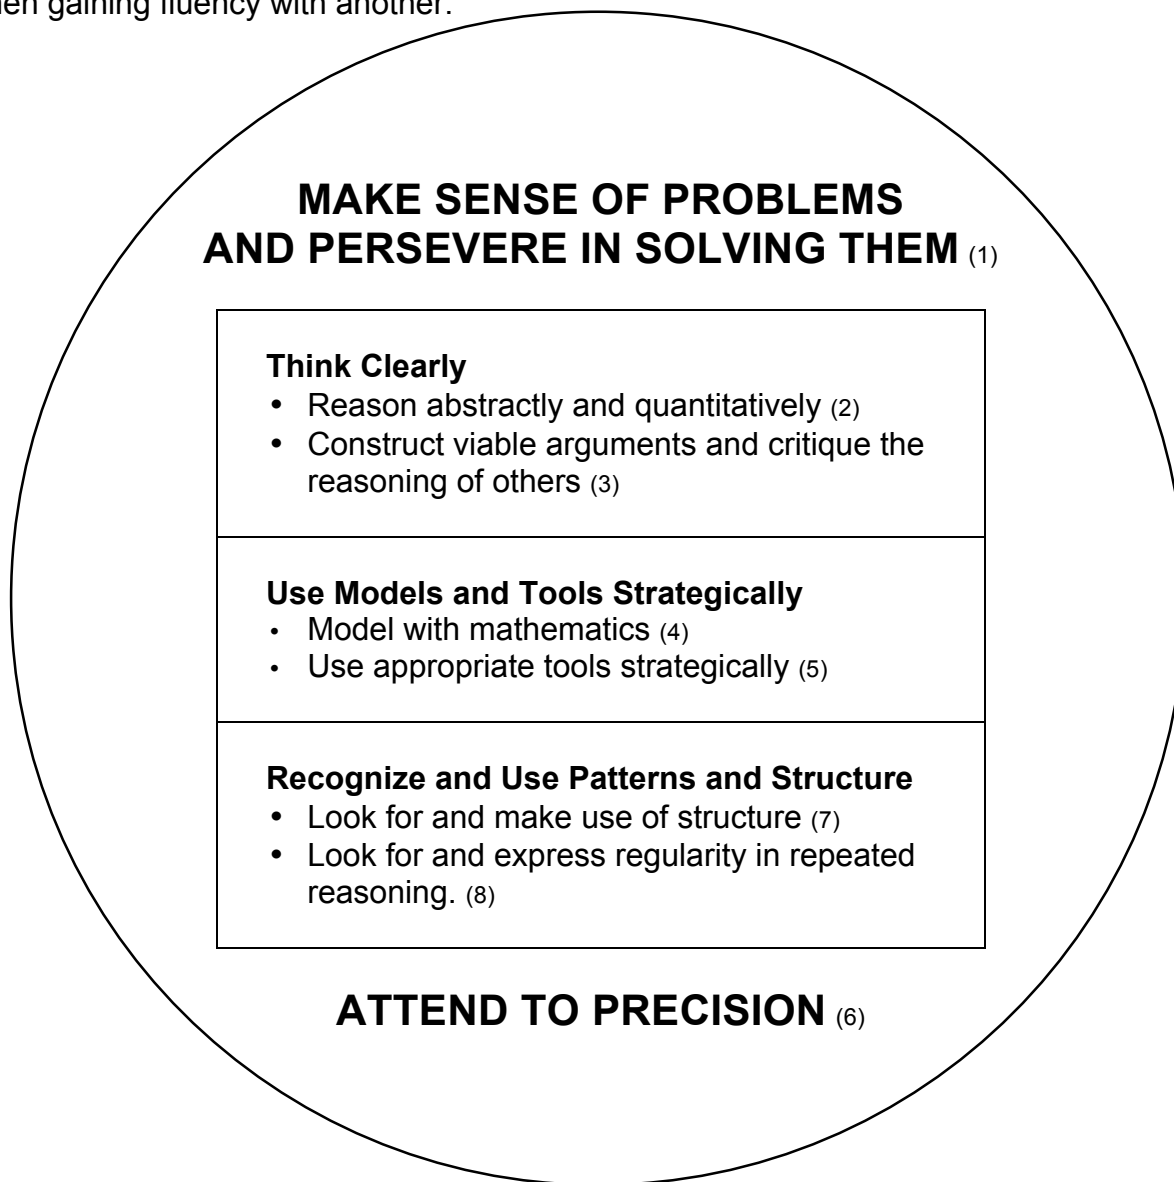 hen gaining fluency with another.
MAKE SENSE OF PROBLEMS
AND PERSEVERE IN SOLVING THEM (1)
Think Clearly
• Reason abstractly and quantitatively (2)
• Construct viable arguments and critique the
reasoning of others (3)
Use Models and Tools Strategically
• Model with mathematics (4)
• Use appropriate tools strategically (5)
Recognize and Use Patterns and Structure
• Look for and make use of structure (7)
• Look for and express regularity in repeated
reasoning. (8)
ATTEND TO PRECISION (6)